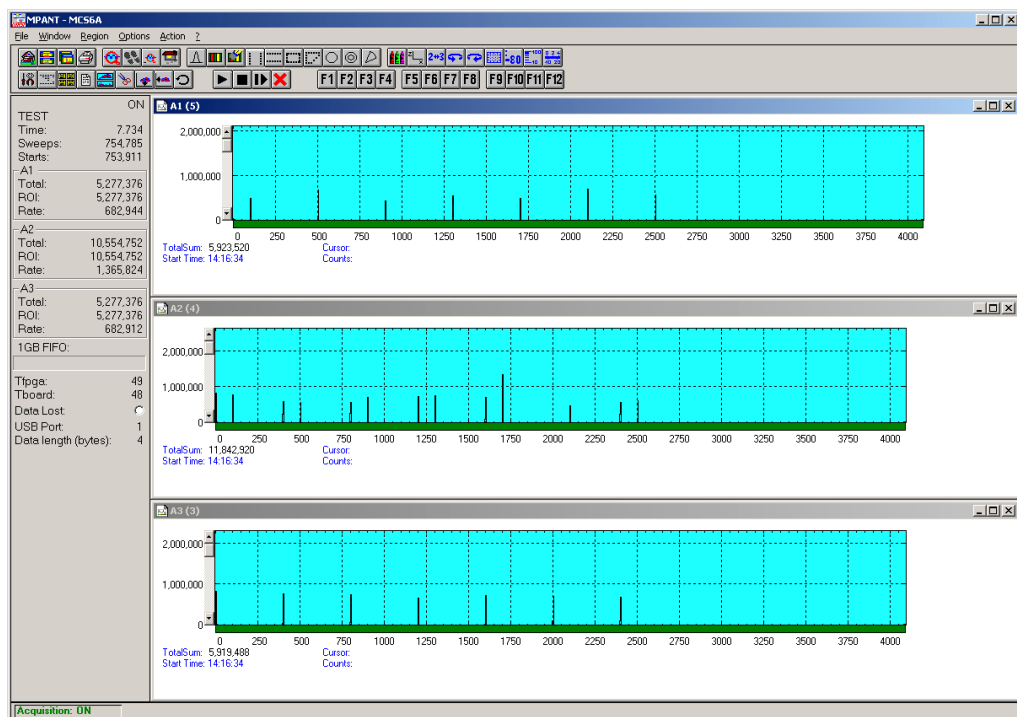 MPANT - MCS6A
File Window Region Options Action ?
F1 F2 F3 F4 F5 F6 F7 F8 F9 F10 F11 F12
ON
TEST
Time: 7.734
Sweeps: 754,785
Starts: 753,911
A1
Total: 5,277,376
ROI: 5,277,376
Rate: 682,944
A2
Total: 10,554,752
ROI: 10,554,752
Rate: 1,365,824
A3
Total: 5,277,376
ROI: 5,277,376
Rate: 682,912
1GB FIFO:
Tfpga: 49
Tboard: 48
Data Lost:
USB Port: 1
Data length (bytes): 4
A1 (5)
2,000,000
1,000,000
0
0 250 500 750 1000 1250 1500 1750 2000 2250 2500 2750 3000 3250 3500 3750 4000
TotalSum: 5,923,520 Cursor:
Start Time: 14:16:34 Counts:
A2 (4)
2,000,000
1,000,000
0
0 250 500 750 1000 1250 1500 1750 2000 2250 2500 2750 3000 3250 3500 3750 4000
TotalSum: 11,842,920 Cursor:
Start Time: 14:16:34 Counts:
A3 (3)
2,000,000
1,000,000
0
0 250 500 750 1000 1250 1500 1750 2000 2250 2500 2750 3000 3250 3500 3750 4000
TotalSum: 5,919,488 Cursor:
Start Time: 14:16:34 Counts:
Acquisition: ON